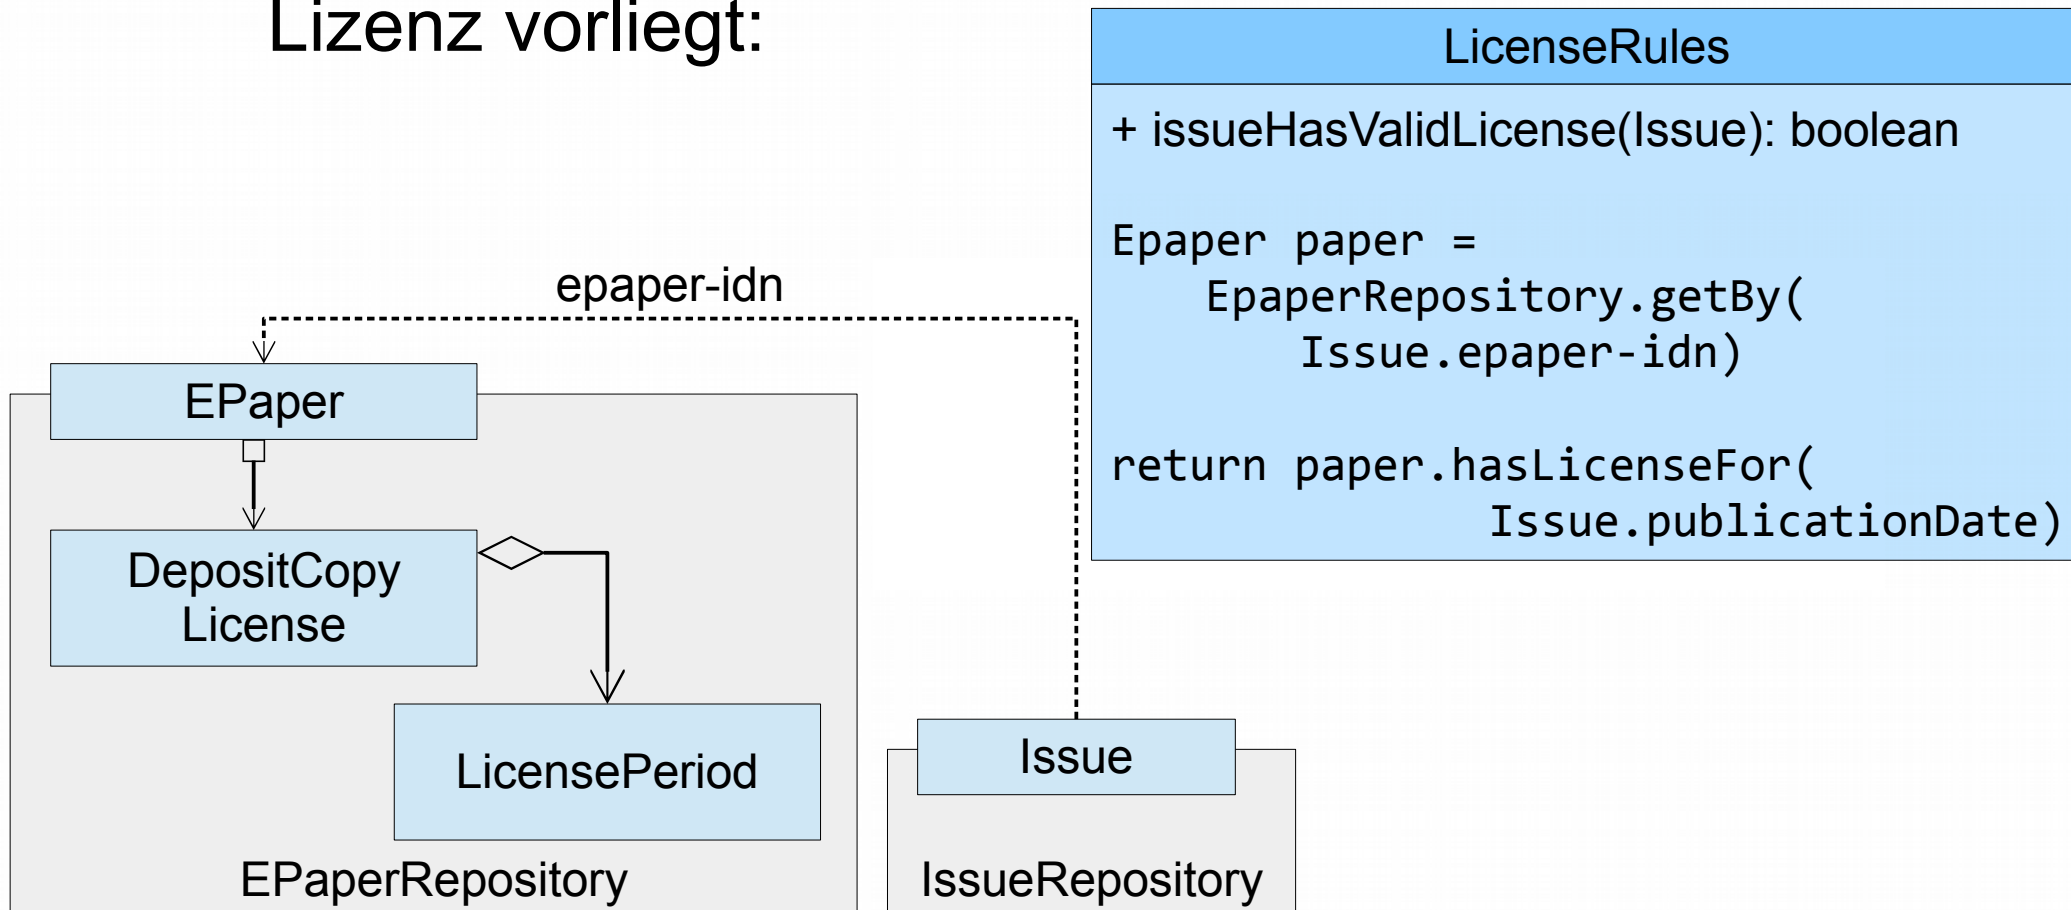 Lizenz vorliegt:
LicenseRules
+ issueHasValidLicense(Issue): boolean
Epaper paper =
EpaperRepository.getBy(
Issue.epaper-idn)
return paper.hasLicenseFor(
Issue.publicationDate)
epaper-idn
EPaper
DepositCopy
License
LicensePeriod
EPaperRepository
Issue
IssueRepository